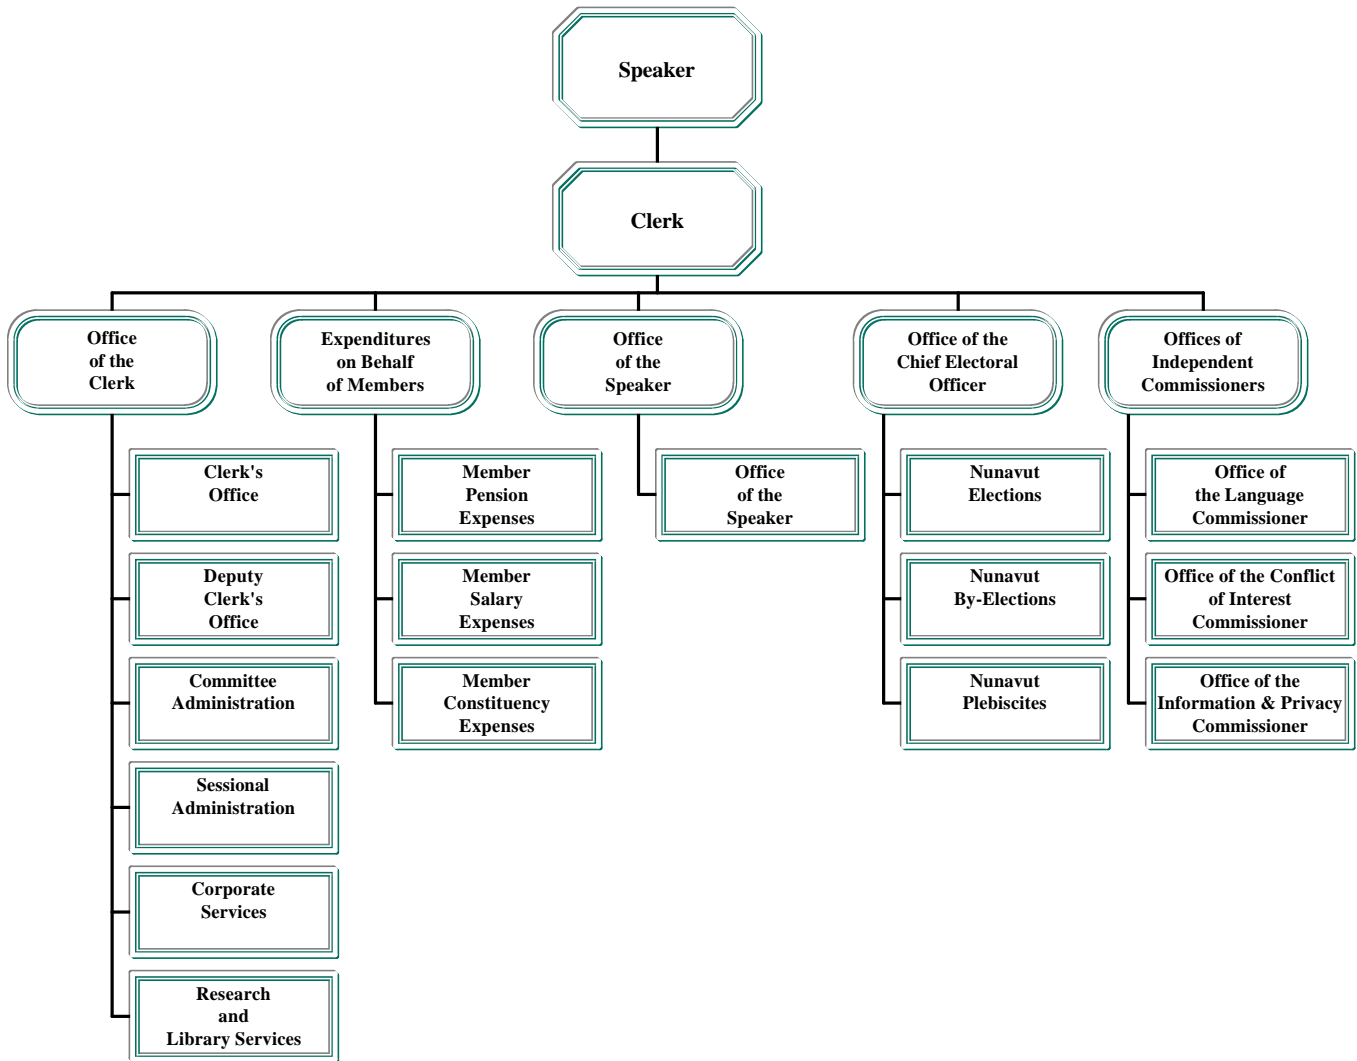 Speaker
Clerk
Office
of the
Clerk
Expenditures
on Behalf
of Members
Office
of the
Speaker
Office of the
Chief Electoral
Officer
Offices of
Independent
Commissioners
Clerk's
Office
Deputy
Clerk's
Office
Committee
Administration
Sessional
Administration
Corporate
Services
Research
and
Library Services
Member
Pension
Expenses
Member
Salary
Expenses
Member
Constituency
Expenses
Office
of the
Speaker
Nunavut
Elections
Nunavut
By-Elections
Nunavut
Plebiscites
Office of
the Language
Commissioner
Office of the Conflict
of Interest
Commissioner
Office of the
Information & Privacy
Commissioner